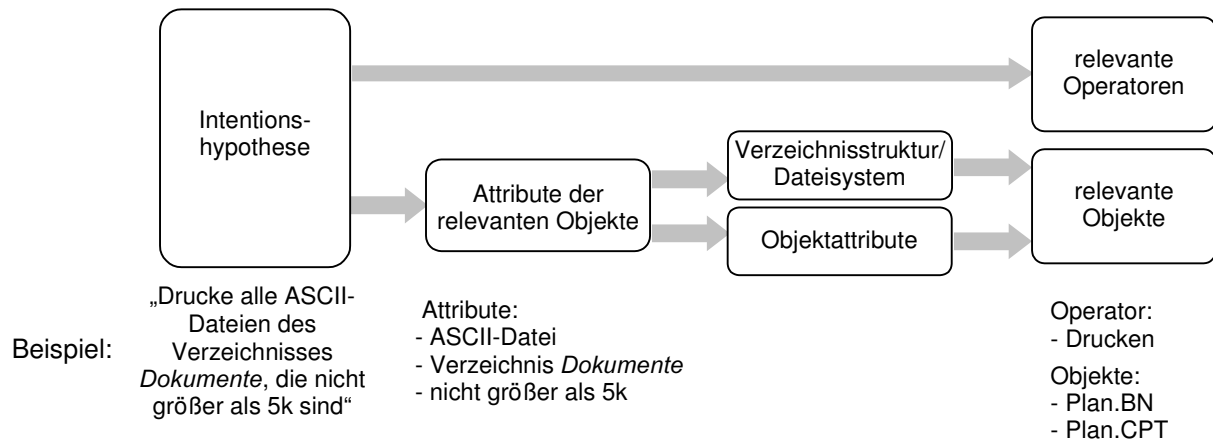 Intentions-
hypothese
Attribute der
relevanten Objekte
Verzeichnisstruktur/
Dateisystem
Objektattribute
relevante
Operatoren
relevante
Objekte
Beispiel:
„Drucke alle ASCII-
Dateien des
Verzeichnisses
Dokumente, die nicht
größer als 5k sind“
Attribute:
- ASCII-Datei
- Verzeichnis Dokumente
- nicht größer als 5k
Operator:
- Drucken
Objekte:
- Plan.BN
- Plan.CPT